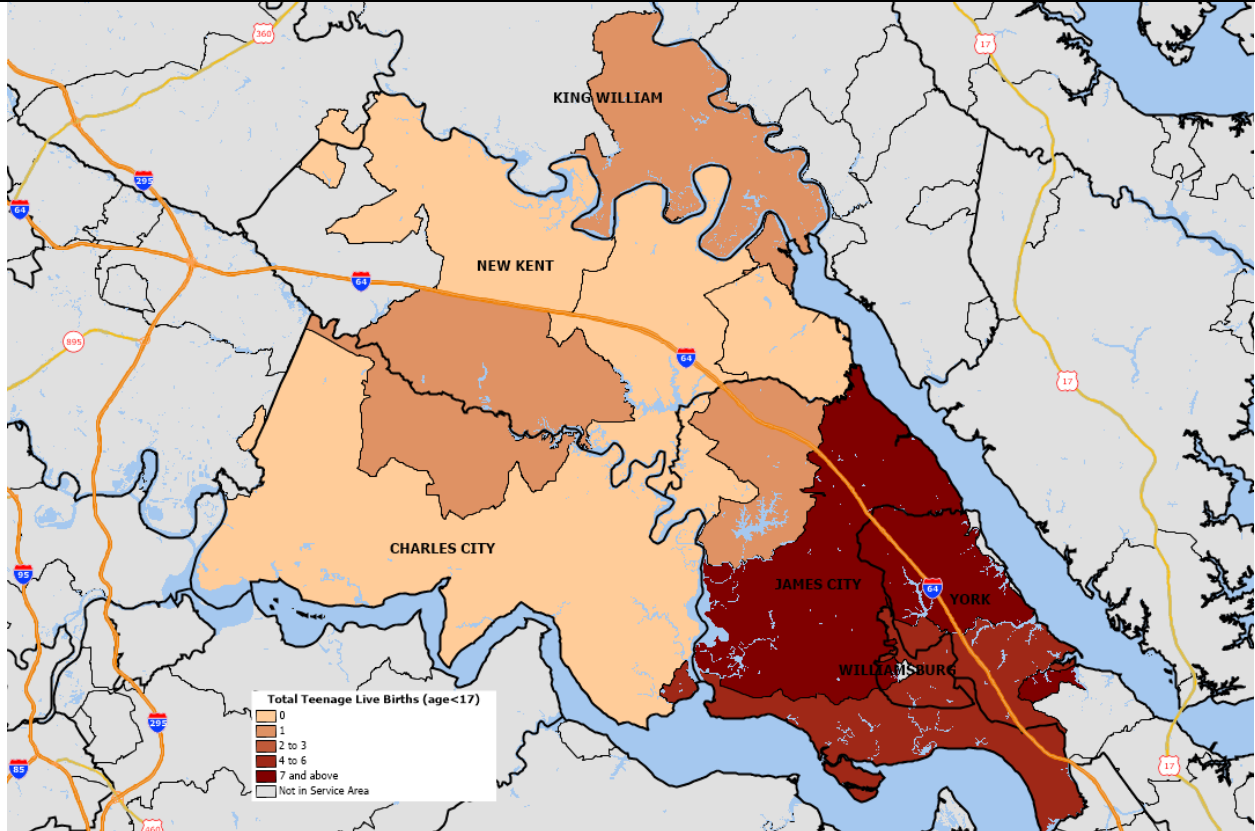 360
17
KING WILLIAM
295
64
NEW KENT
64
895
64
17
CHARLES CITY
95
JAMES CITY
64
YORK
WILLIAMSBURG
Total Teenage Live Births (age<17)
0
1
2 to 3
4 to 6
7 and above
Not in Service Area
295
85
17
460